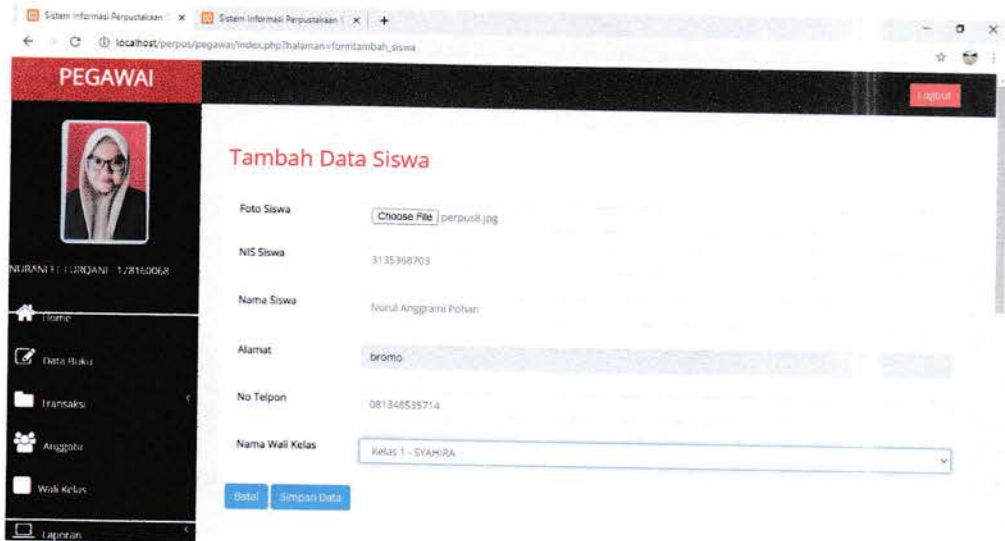 Sistem Informasi Perpustakaan
Sistem Informasi Perpustakaan
localhost/perpus/pegawai/index.php?halaman=formtambah_siswa
PEGAWAI
Logout
Tambah Data Siswa
Foto Siswa
Choose File perpus8.jpg
NIS Siswa
3135368703
178160068
Nama Siswa
Nurul Anggraini Pohan
Home
Alamat
bromo
Data Buku
No Telpon
081348535714
Transaksi
Nama Wali Kelas
Kelas 1 - SYAHIRA
Anggota
Wali Kelas
Batal
Simpan Data
Laporan